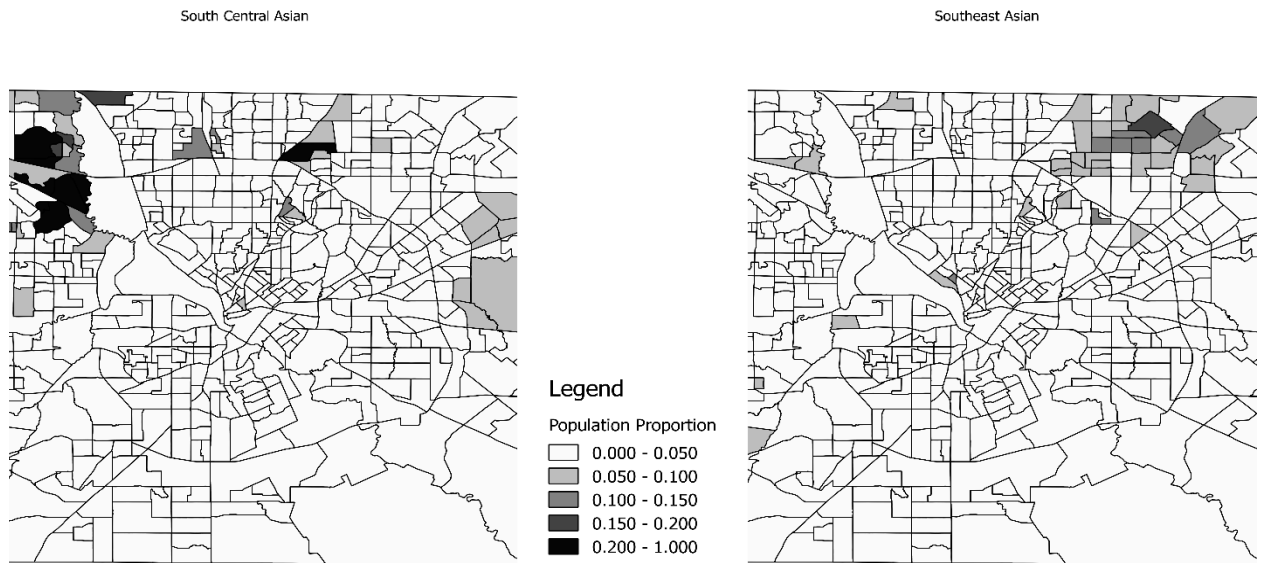 South Central Asian
Southeast Asian
Legend
Population Proportion
0.000 - 0.050
0.050 - 0.100
0.100 - 0.150
0.150 - 0.200
0.200 - 1.000